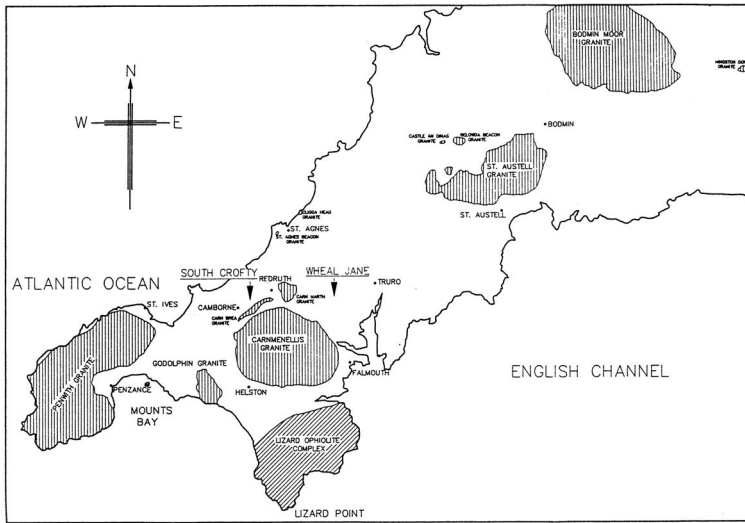 BODMIN MOOR
GRANITE
N
W
E
BODMIN
CASTLE AN DINAS
GRANITE
BELOWDA BEACON
GRANITE
ST. AUSTELL
GRANITE
ST. AUSTELL
ST. AGNES
ST. AGNES BEACON
GRANITE
ATLANTIC OCEAN
SOUTH CROFTY
WHEAL JANE
REDRUTH
TRURO
ST. IVES
CAMBORNE
CARN MARTH
GRANITE
CARN BREA
GRANITE
CARNMENELLIS
GRANITE
GODOLPHIN GRANITE
FALMOUTH
ENGLISH CHANNEL
PENWITH GRANITE
PENZANCE
HELSTON
MOUNTS
BAY
LIZARD OPHIOLITE
COMPLEX
LIZARD POINT